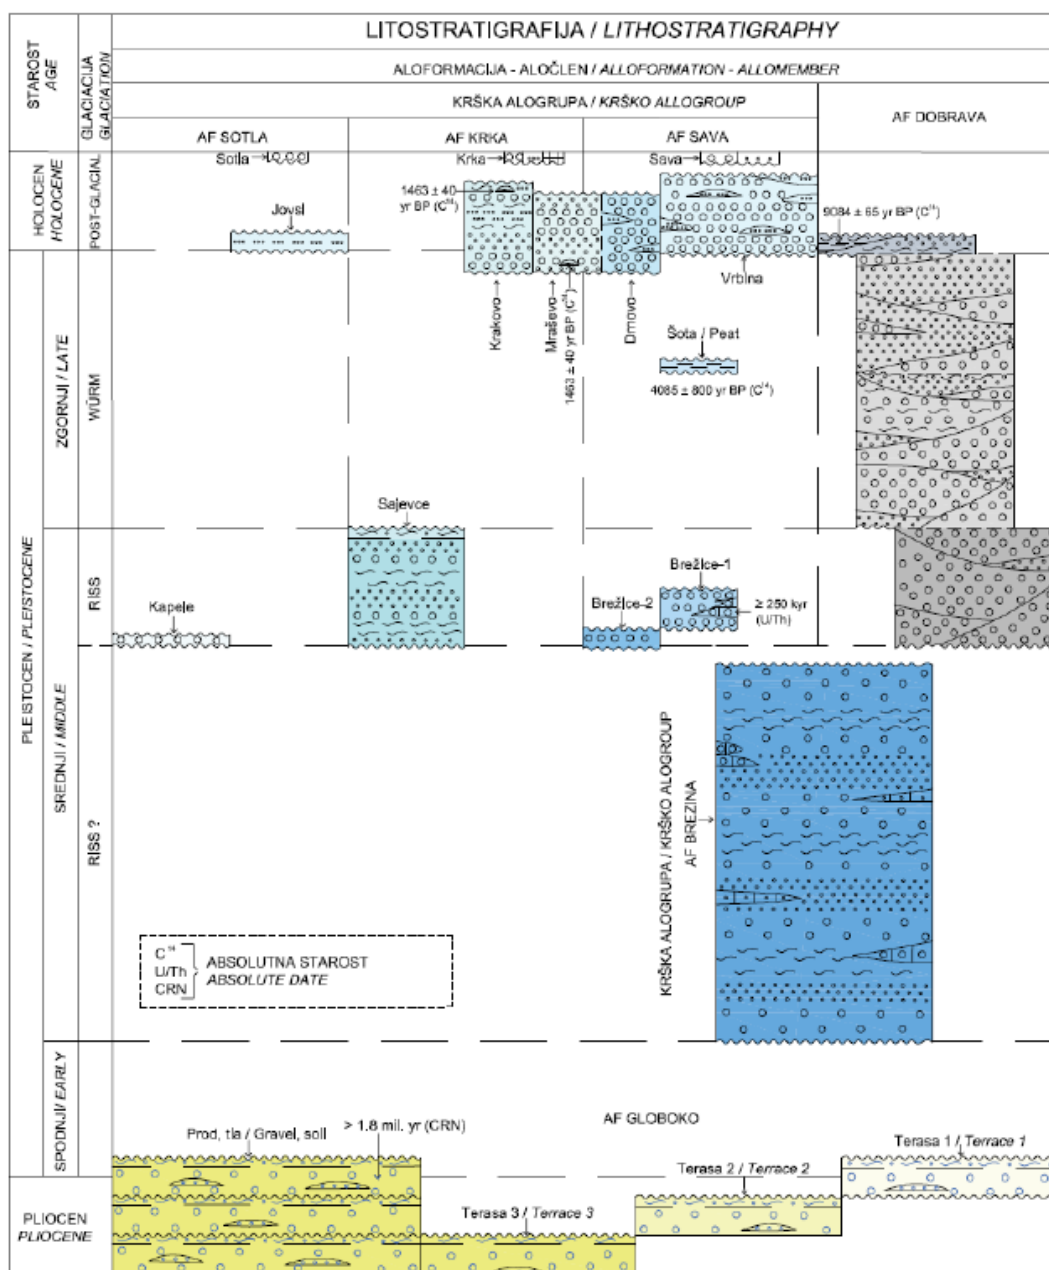 LITOSTRATIGRAFIJA / LITHOSTRATIGRAPHY
STAROST
AGE
GLACIACIJA
GLACIATION
ALOFORMACIJA - ALOČLEN / ALLOFORMATION - ALLOMEMBER
KRŠKA ALOGRUPA / KRŠKO ALLOGROUP
AF DOBRAVA
AF SOTLA
AF KRKA
AF SAVA
HOLOCEN
HOLOCENE
POST-GLACIAL
Sotla
Krka
Sava
1463 ± 40
yr BP (C¹⁴)
Jovsi
9084 ± 65 yr BP (C¹⁴)
Krakovo
Mraševo
1463 ± 40 yr BP (C¹⁴)
Drnovo
Vrbina
Šota / Peat
4085 ± 800 yr BP (C¹⁴)
PLEISTOCEN / PLEISTOCENE
ZGORNJI / LATE
WÜRM
Sajevce
RISS
Kapele
Brežice-2
Brežice-1
≥ 250 kyr
(U/Th)
SREDNJI / MIDDLE
RISS ?
KRŠKA ALOGRUPA / KRŠKO ALOGROUP
AF BREZINA
C¹⁴
U/Th
CRN
ABSOLUTNA STAROST
ABSOLUTE DATE
SPODNJI/ EARLY
AF GLOBOKO
Prod, tla / Gravel, soil
> 1.8 mil. yr (CRN)
Terasa 1 / Terrace 1
Terasa 2 / Terrace 2
Terasa 3 / Terrace 3
PLIOCEN
PLIOCENE